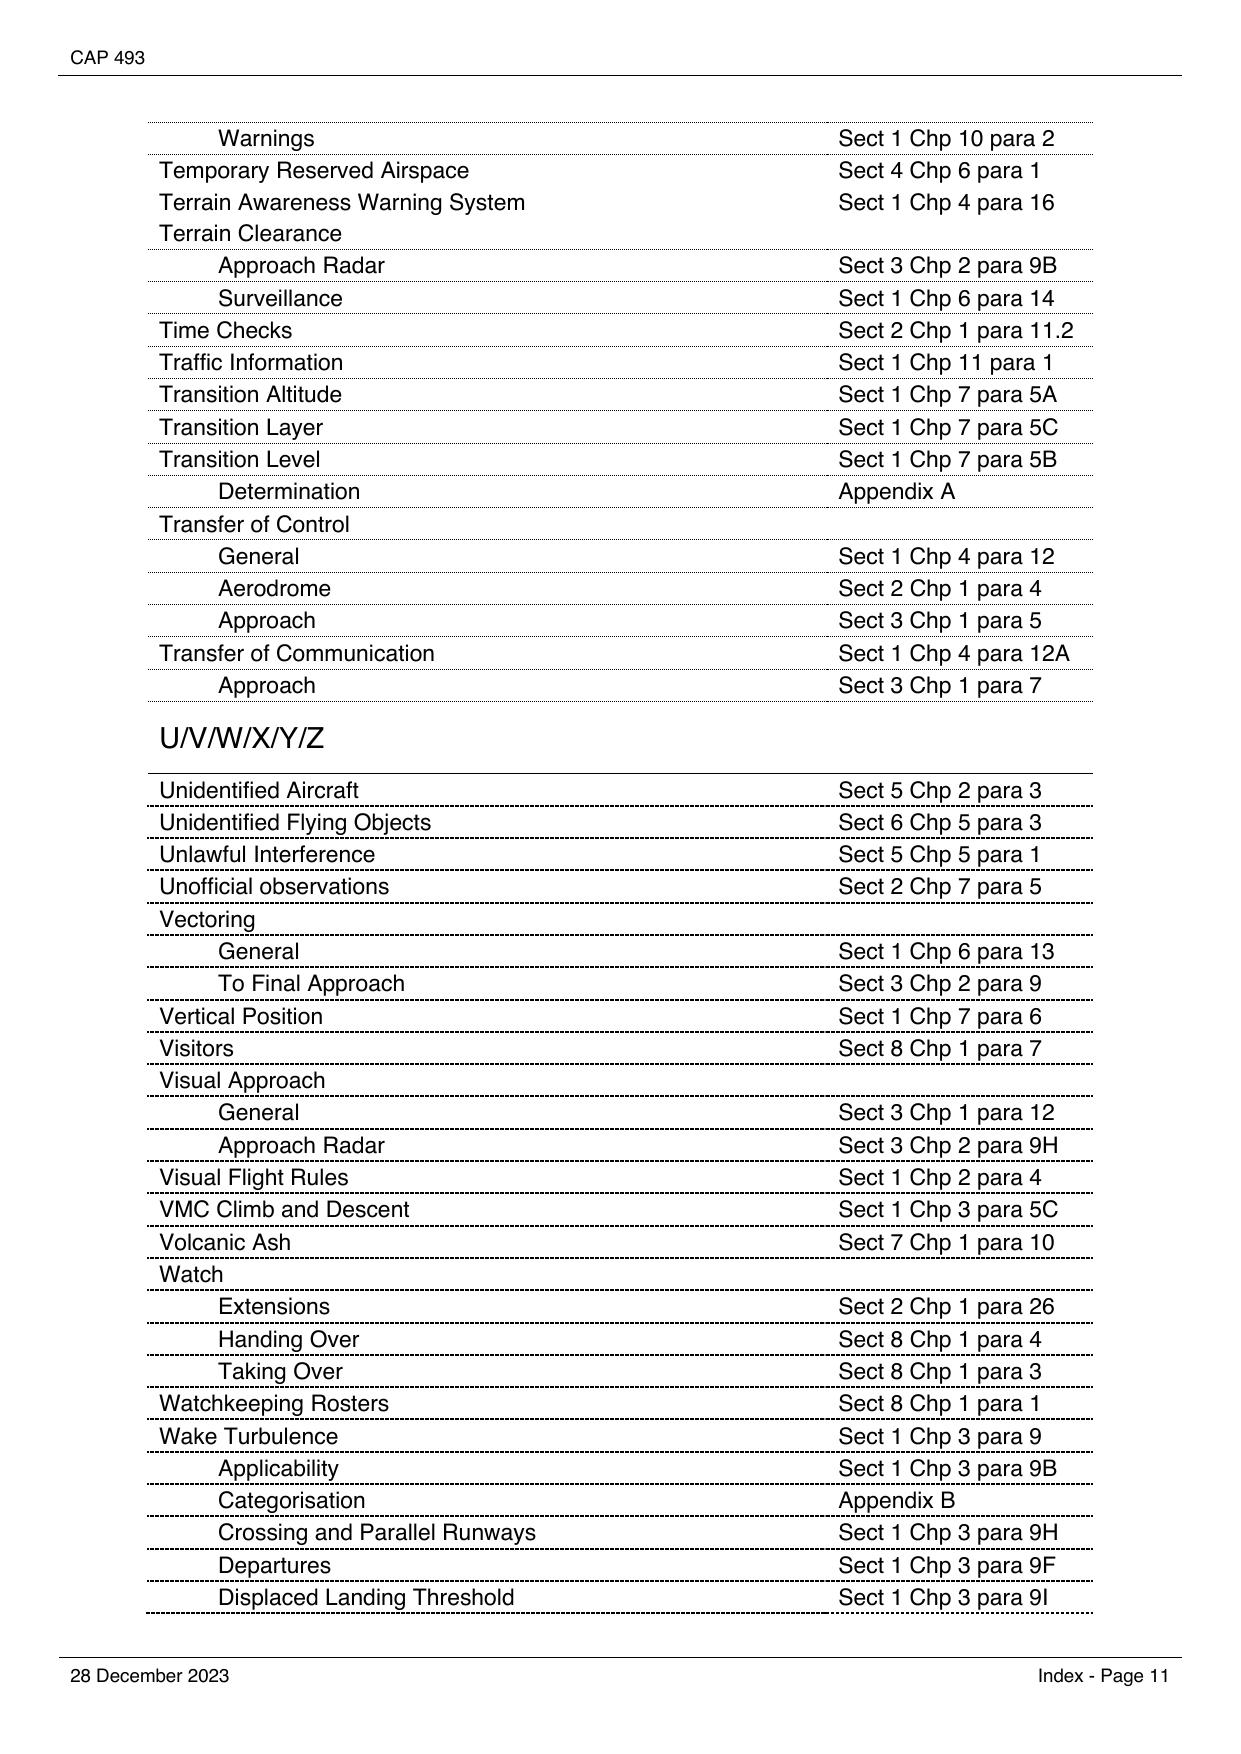 CAP 493
Warnings Sect 1 Chp 10 para 2
Temporary Reserved Airspace Sect 4 Chp 6 para 1
Terrain Awareness Warning System Sect 1 Chp 4 para 16
Terrain Clearance
Approach Radar Sect 3 Chp 2 para 9B
Surveillance Sect 1 Chp 6 para 14
Time Checks Sect 2 Chp 1 para 11.2
Traffic Information Sect 1 Chp 11 para 1
Transition Altitude Sect 1 Chp 7 para 5A
Transition Layer Sect 1 Chp 7 para 5C
Transition Level Sect 1 Chp 7 para 5B
Determination Appendix A
Transfer of Control
General Sect 1 Chp 4 para 12
Aerodrome Sect 2 Chp 1 para 4
Approach Sect 3 Chp 1 para 5
Transfer of Communication Sect 1 Chp 4 para 12A
Approach Sect 3 Chp 1 para 7
U/V/W/X/Y/Z
Unidentified Aircraft Sect 5 Chp 2 para 3
Unidentified Flying Objects Sect 6 Chp 5 para 3
Unlawful Interference Sect 5 Chp 5 para 1
Unofficial observations Sect 2 Chp 7 para 5
Vectoring
General Sect 1 Chp 6 para 13
To Final Approach Sect 3 Chp 2 para 9
Vertical Position Sect 1 Chp 7 para 6
Visitors Sect 8 Chp 1 para 7
Visual Approach
General Sect 3 Chp 1 para 12
Approach Radar Sect 3 Chp 2 para 9H
Visual Flight Rules Sect 1 Chp 2 para 4
VMC Climb and Descent Sect 1 Chp 3 para 5C
Volcanic Ash Sect 7 Chp 1 para 10
Watch
Extensions Sect 2 Chp 1 para 26
Handing Over Sect 8 Chp 1 para 4
Taking Over Sect 8 Chp 1 para 3
Watchkeeping Rosters Sect 8 Chp 1 para 1
Wake Turbulence Sect 1 Chp 3 para 9
Applicability Sect 1 Chp 3 para 9B
Categorisation Appendix B
Crossing and Parallel Runways Sect 1 Chp 3 para 9H
Departures Sect 1 Chp 3 para 9F
Displaced Landing Threshold Sect 1 Chp 3 para 9I
28 December 2023 Index - Page 11